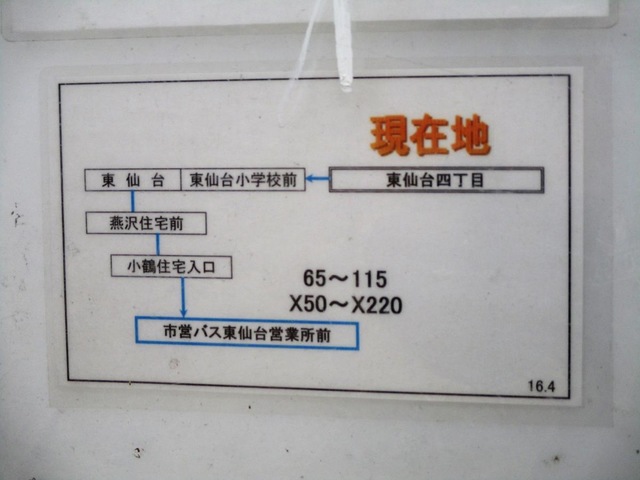 現在地
東仙台 東仙台小学校前 東仙台四丁目
燕沢住宅前
小鶴住宅入口
65～115
X50～X220
市営バス東仙台営業所前
16.4